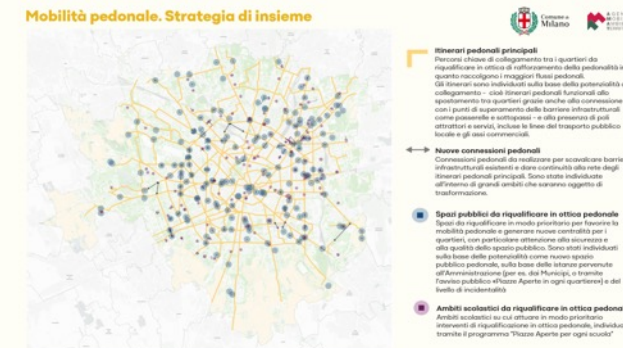 Mobilità pedonale. Strategia di insieme
Comune di
Milano
Itinerari pedonali principali
Percorsi chiave di collegamento tra i quartieri da
riqualificare in ottica di rafforzamento della pedonalità in
quanto raccolgono i maggiori flussi pedonali.
Gli itinerari sono individuati sulla base della potenzialità
collegamento - cioè itinerari pedonali funzionali allo
spostamento tra quartieri grazie anche alla connessione
con i punti di superamento delle barriere infrastrutturali
come passerelle e sottopassi - e alla presenza di poli
attrattori e servizi, incluse le linee del trasporto pubblico
locale e gli assi commerciali.
Nuove connessioni pedonali
Connessioni pedonali da realizzare per scavalcare barrie
infrastrutturali esistenti e dare continuità alla rete degli
itinerari pedonali principali. Sono state individuate
all'interno di grandi ambiti che saranno oggetto di
trasformazione.
Spazi pubblici da riqualificare in ottica pedonale
Spazi da riqualificare in modo prioritario per favorire la
mobilità pedonale e generare nuove centralità per i
quartieri, con particolare attenzione alla sicurezza e
alla qualità dello spazio pubblico. Sono stati individuati
sulla base della potenzialità come nuovo spazio
pubblico pedonale, sulla base delle istanze pervenute
all'Amministrazione (per es. dai Municipi, o tramite
l'avviso pubblico «Piazze Aperte in ogni quartiere») e del
livello di incidentalità
Ambiti scolastici da riqualificare in ottica pedonal
Ambiti scolastici su cui attuare in modo prioritario
interventi di riqualificazione in ottica pedonale, individua
tramite il programma "Piazze Aperte per ogni scuola"